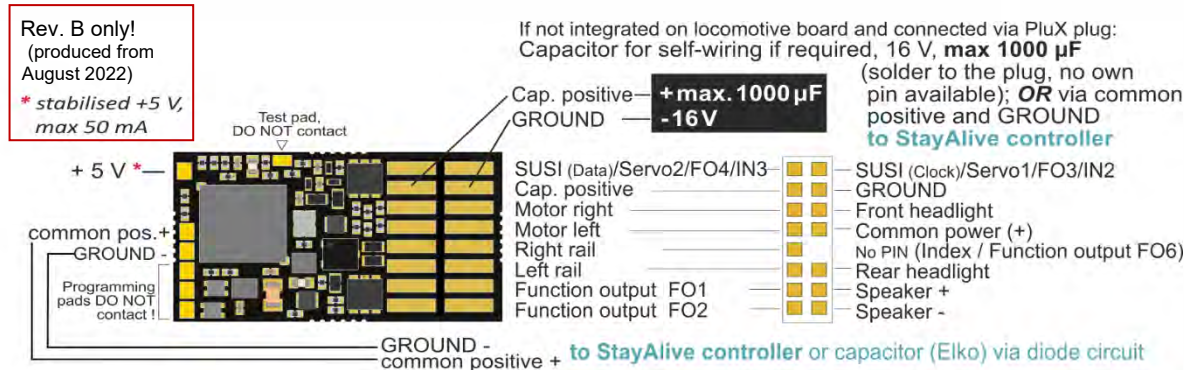 Rev. B only!
(produced from
August 2022)
* stabilised +5 V,
max 50 mA
If not integrated on locomotive board and connected via PluX plug:
Capacitor for self-wiring if required, 16 V, max 1000 µF
(solder to the plug, no own
pin available); OR via common
positive and GROUND
to StayAlive controller
Cap. positive
GROUND
+max. 1000 µF
-16V
Test pad,
DO NOT contact
+ 5 V *
common pos.+
GROUND -
Programming
pads DO NOT
contact !
SUSI (Data)/Servo2/FO4/IN3
Cap. positive
Motor right
Motor left
Right rail
Left rail
Function output FO1
Function output FO2
SUSI (Clock)/Servo1/FO3/IN2
GROUND
Front headlight
Common power (+)
No PIN (Index / Function output FO6)
Rear headlight
Speaker +
Speaker -
GROUND -
common positive +
to StayAlive controller or capacitor (Elko) via diode circuit